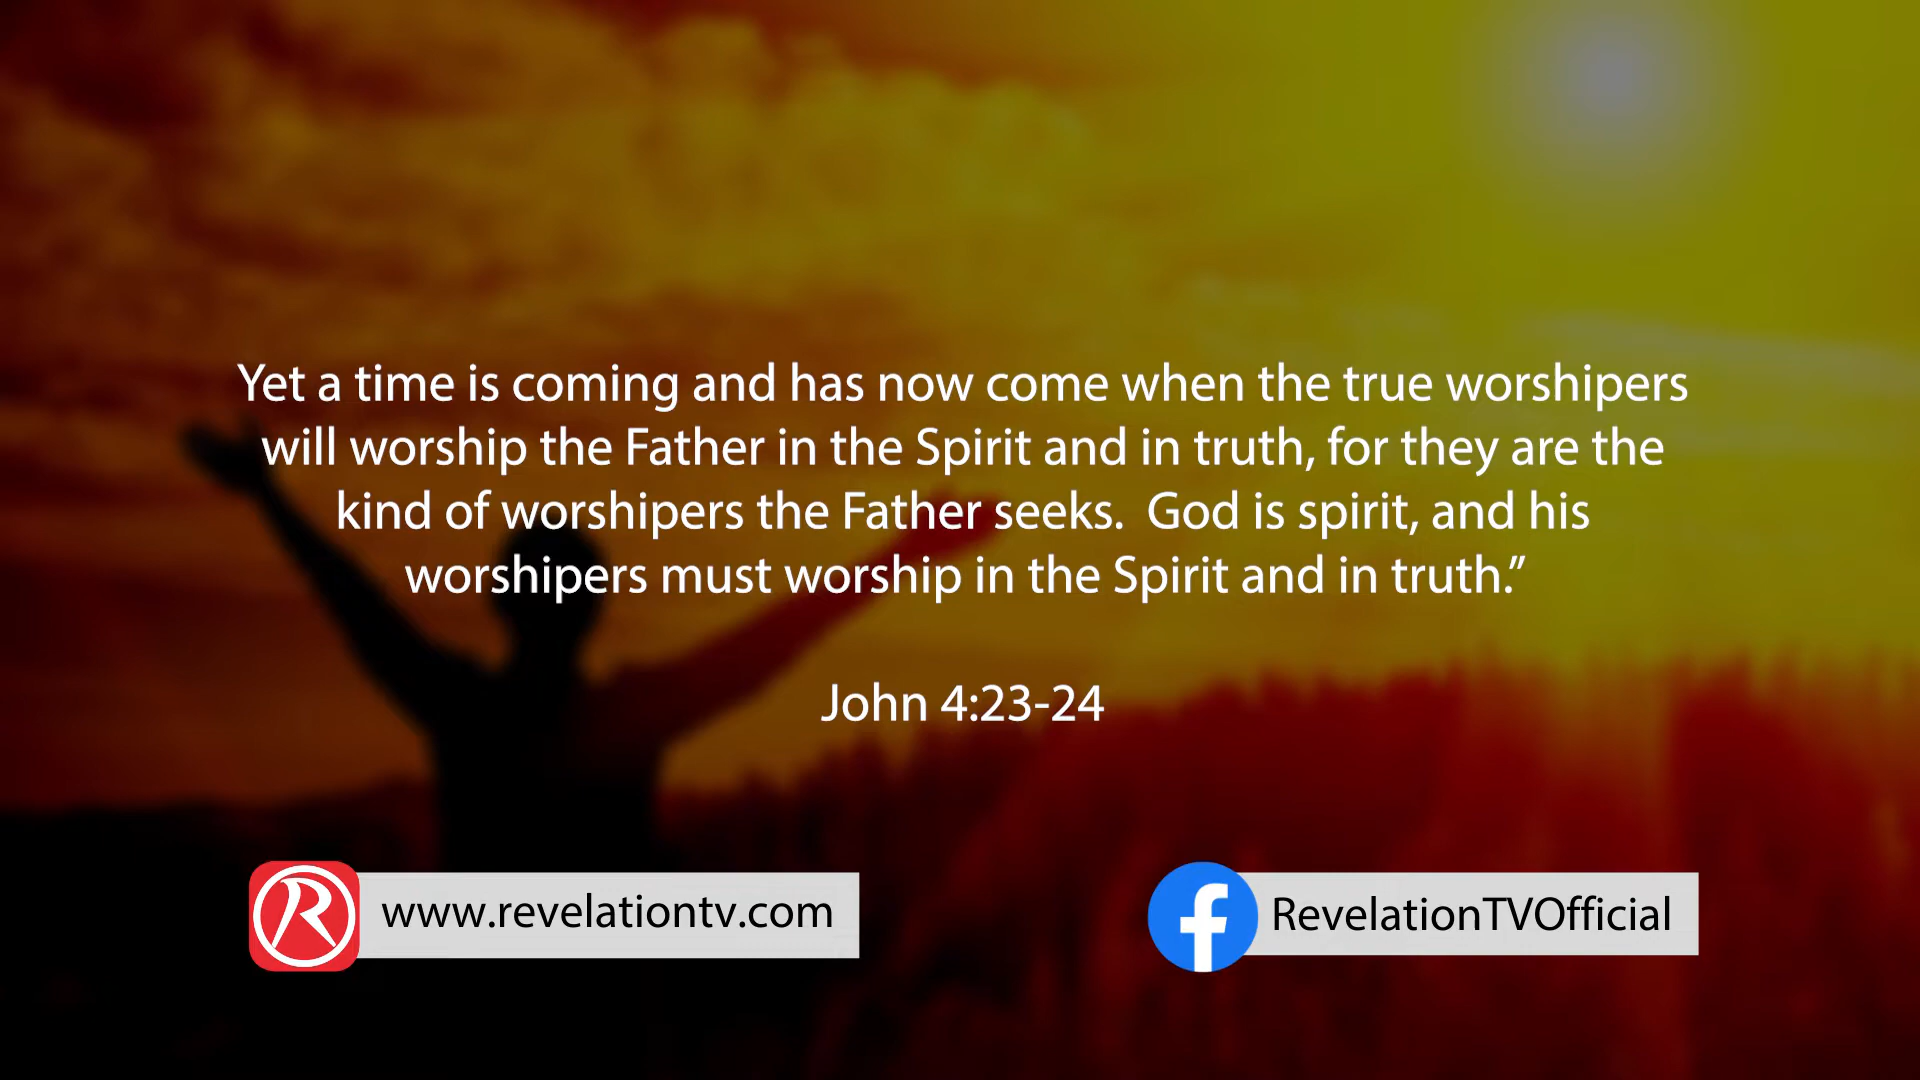 Yet a time is coming and has now come when the true worshipers
will worship the Father in the Spirit and in truth, for they are the
kind of worshipers the Father seeks.  God is spirit, and his
worshipers must worship in the Spirit and in truth.”
John 4:23-24
R www.revelationtv.com
f RevelationTVOfficial